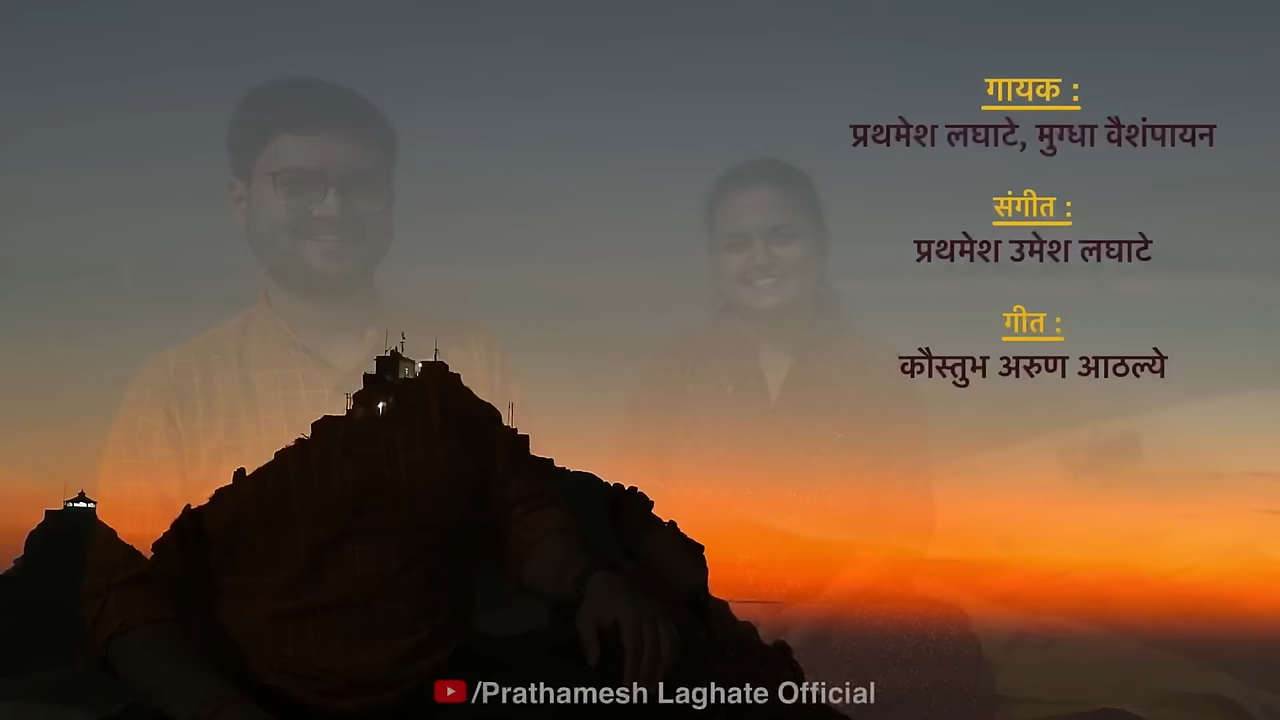 गायक :
प्रथमेश लघाटे, मुग्धा वैशंपायन
संगीत :
प्रथमेश उमेश लघाटे
गीत :
कौस्तुभ अरुण आठल्ये
/Prathamesh Laghate Official